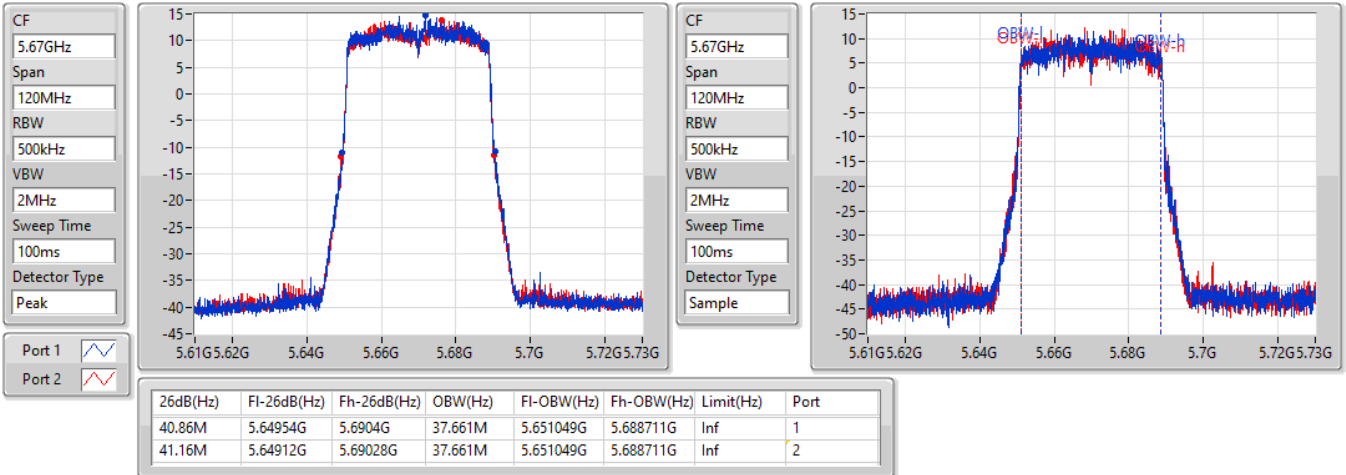 CF
5.67GHz
Span
120MHz
RBW
500kHz
VBW
2MHz
Sweep Time
100ms
Detector Type
Peak
15
10
5
0
-5
-10
-15
-20
-25
-30
-35
-40
-45
5.61G 5.62G 5.64G 5.66G 5.68G 5.7G 5.72G 5.73G
CF
5.67GHz
Span
120MHz
RBW
500kHz
VBW
2MHz
Sweep Time
100ms
Detector Type
Sample
15
10
5
0
-5
-10
-15
-20
-25
-30
-35
-40
-45
-50
OBW-l
OBW-h
5.61G 5.62G 5.64G 5.66G 5.68G 5.7G 5.72G 5.73G
Port 1
Port 2
26dB(Hz) Fl-26dB(Hz) Fh-26dB(Hz) OBW(Hz) Fl-OBW(Hz) Fh-OBW(Hz) Limit(Hz) Port
40.86M 5.64954G 5.6904G 37.661M 5.651049G 5.688711G Inf 1
41.16M 5.64912G 5.69028G 37.661M 5.651049G 5.688711G Inf 2